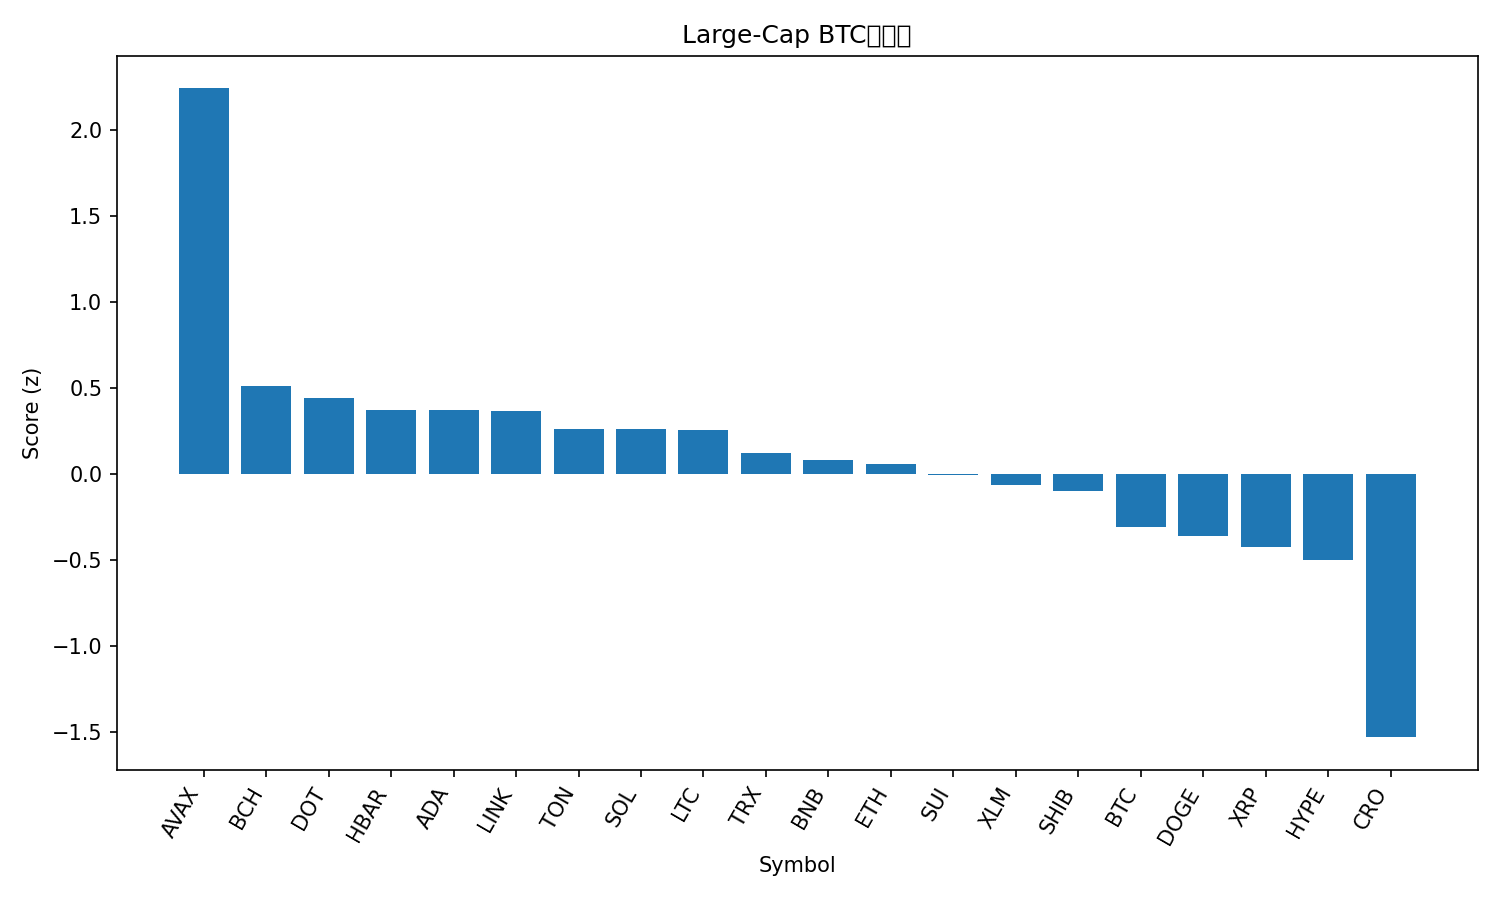 Large-Cap BTC
Score (z)
2.0
1.5
1.0
0.5
0.0
−0.5
−1.0
−1.5
AVAX
BCH
DOT
HBAR
ADA
LINK
TON
SOL
LTC
TRX
BNB
ETH
SUI
XLM
SHIB
BTC
DOGE
XRP
HYPE
CRO
Symbol